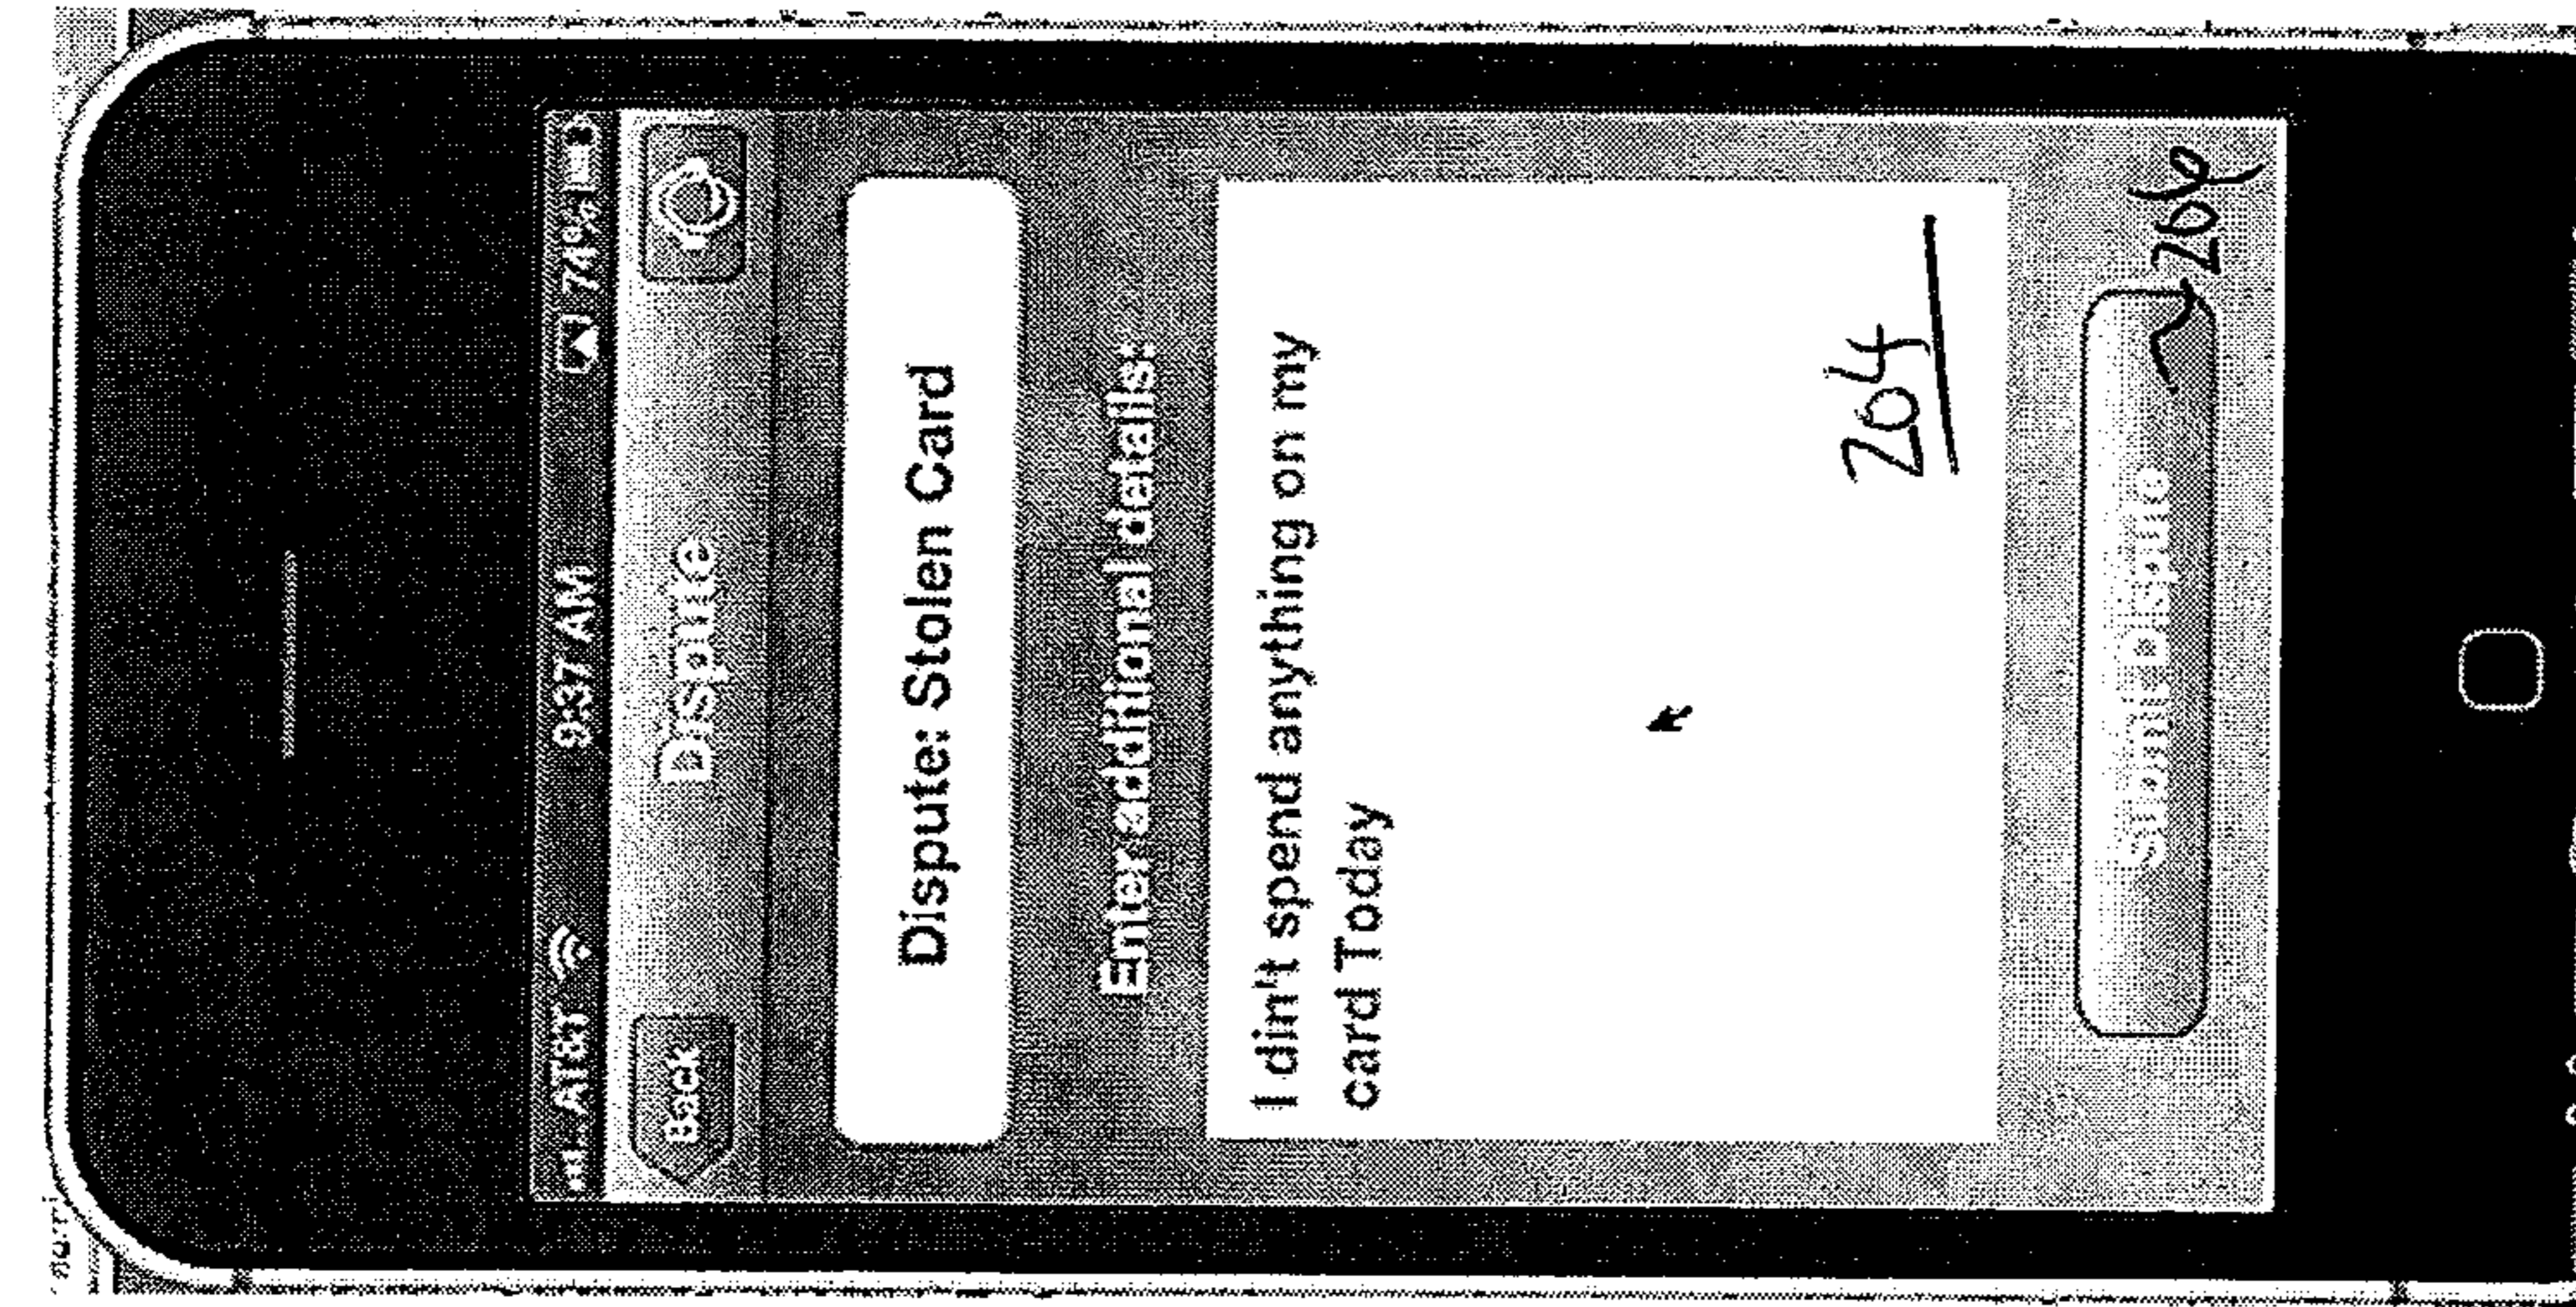 AT&T 9:37 AM 74%
Back Dispute
Dispute: Stolen Card
Enter additional details:
I din't spend anything on my
card Today
204
Submit Dispute